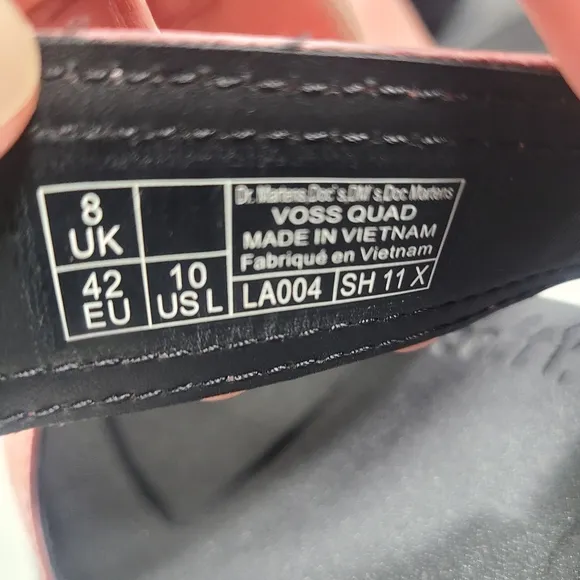 8
UK
42
EU
10
US L
Dr. Martens,Doc's,DM's,Doc Martens
VOSS QUAD
MADE IN VIETNAM
Fabriqué en Vietnam
LA004
SH 11 X